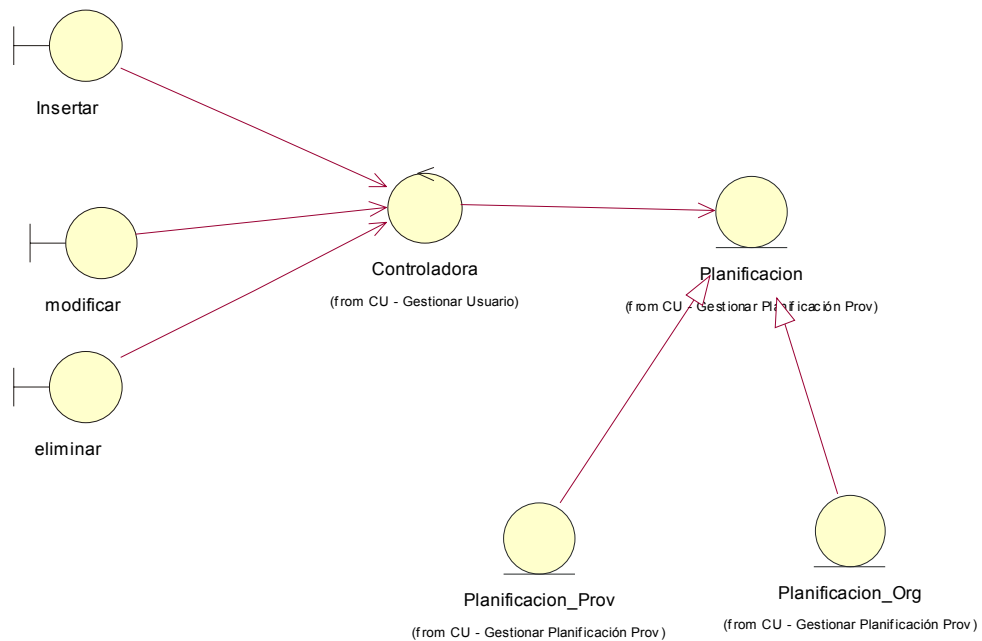 Insertar
modificar
Controladora
(from CU - Gestionar Usuario)
Planificacion
(from CU - Gestionar Planificación Prov)
eliminar
Planificacion_Prov
(from CU - Gestionar Planificación Prov)
Planificacion_Org
(from CU - Gestionar Planificación Prov)